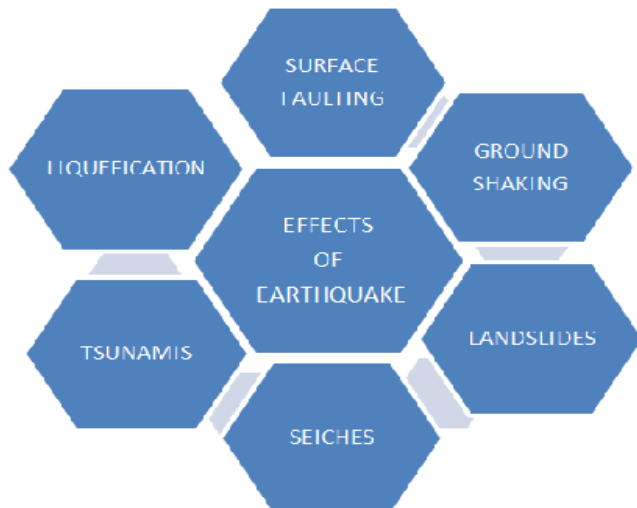 SURFACE
FAULTING
GROUND
SHAKING
LANDSLIDES
SEICHES
TSUNAMIS
LIQUEFICATION
EFFECTS
OF
EARTHQUAKE